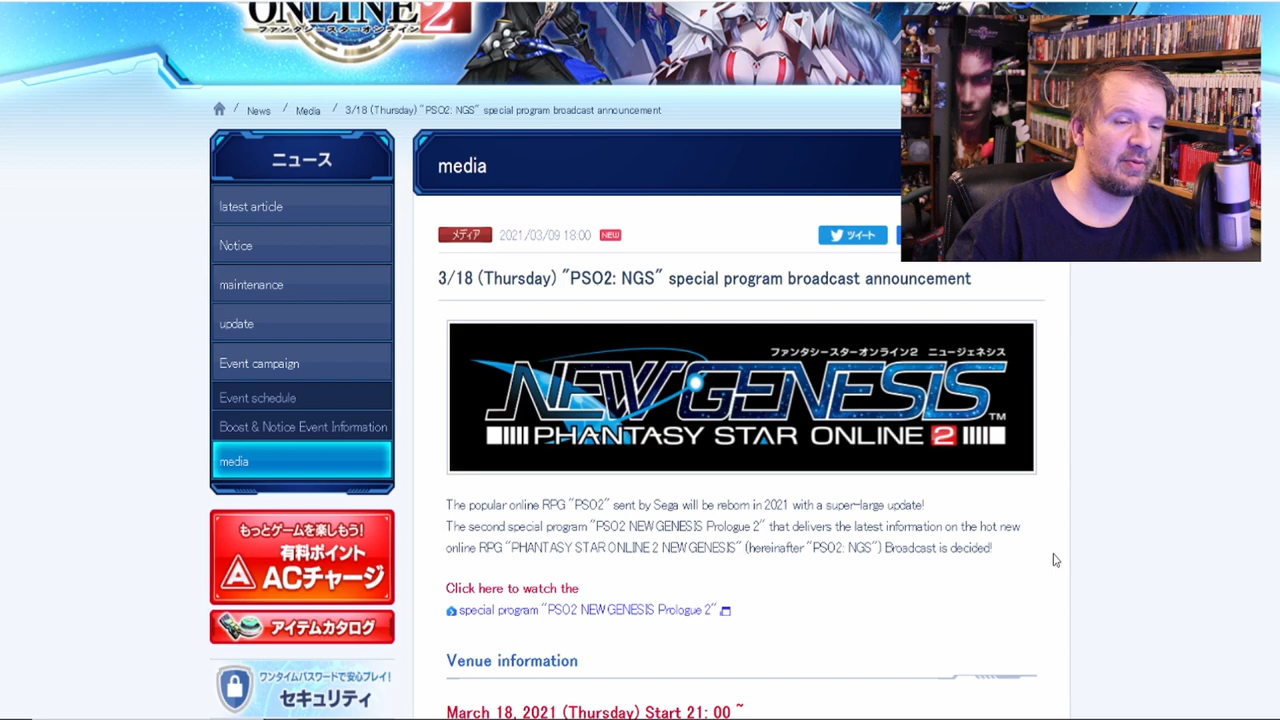 ONLINE 2
ファンタシースターオンライン2
News / Media / 3/18 (Thursday) "PSO2: NGS" special program broadcast announcement
ニュース
latest article
Notice
maintenance
update
Event campaign
Event schedule
Boost & Notice Event Information
media
もっとゲームを楽しもう!
有料ポイント
ACチャージ
アイテムカタログ
ワンタイムパスワードで安心プレイ!
セキュリティ
media
メディア 2021/03/09 18:00 NEW
ツイート
3/18 (Thursday) "PSO2: NGS" special program broadcast announcement
ファンタシースターオンライン2 ニュージェネシス
NEW GENESIS TM
PHANTASY STAR ONLINE 2
The popular online RPG "PSO2" sent by Sega will be reborn in 2021 with a super-large update!
The second special program "PSO2 NEW GENESIS Prologue 2" that delivers the latest information on the hot new
online RPG "PHANTASY STAR ONLINE 2 NEW GENESIS" (hereinafter "PSO2: NGS") Broadcast is decided!
Click here to watch the
special program "PSO2 NEW GENESIS Prologue 2"
Venue information
March 18, 2021 (Thursday) Start 21: 00 ~